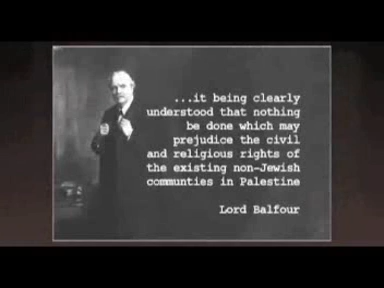 ...it being clearly
understood that nothing
be done which may
prejudice the civil
and religious rights of
the existing non-Jewish
communties in Palestine
Lord Balfour